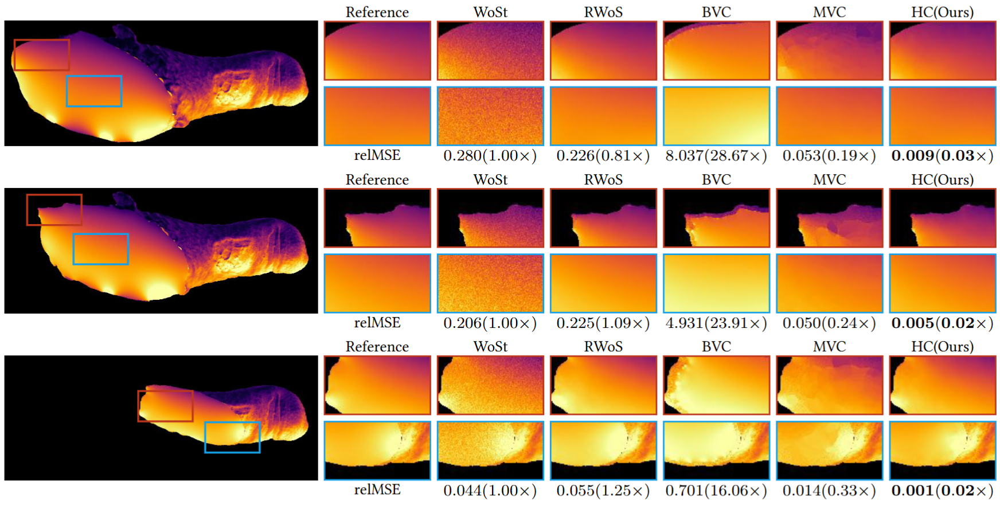 Reference WoSt RWoS BVC MVC HC(Ours)
relMSE 0.280(1.00×) 0.226(0.81×) 8.037(28.67×) 0.053(0.19×) 0.009(0.03×)
Reference WoSt RWoS BVC MVC HC(Ours)
relMSE 0.206(1.00×) 0.225(1.09×) 4.931(23.91×) 0.050(0.24×) 0.005(0.02×)
Reference WoSt RWoS BVC MVC HC(Ours)
relMSE 0.044(1.00×) 0.055(1.25×) 0.701(16.06×) 0.014(0.33×) 0.001(0.02×)